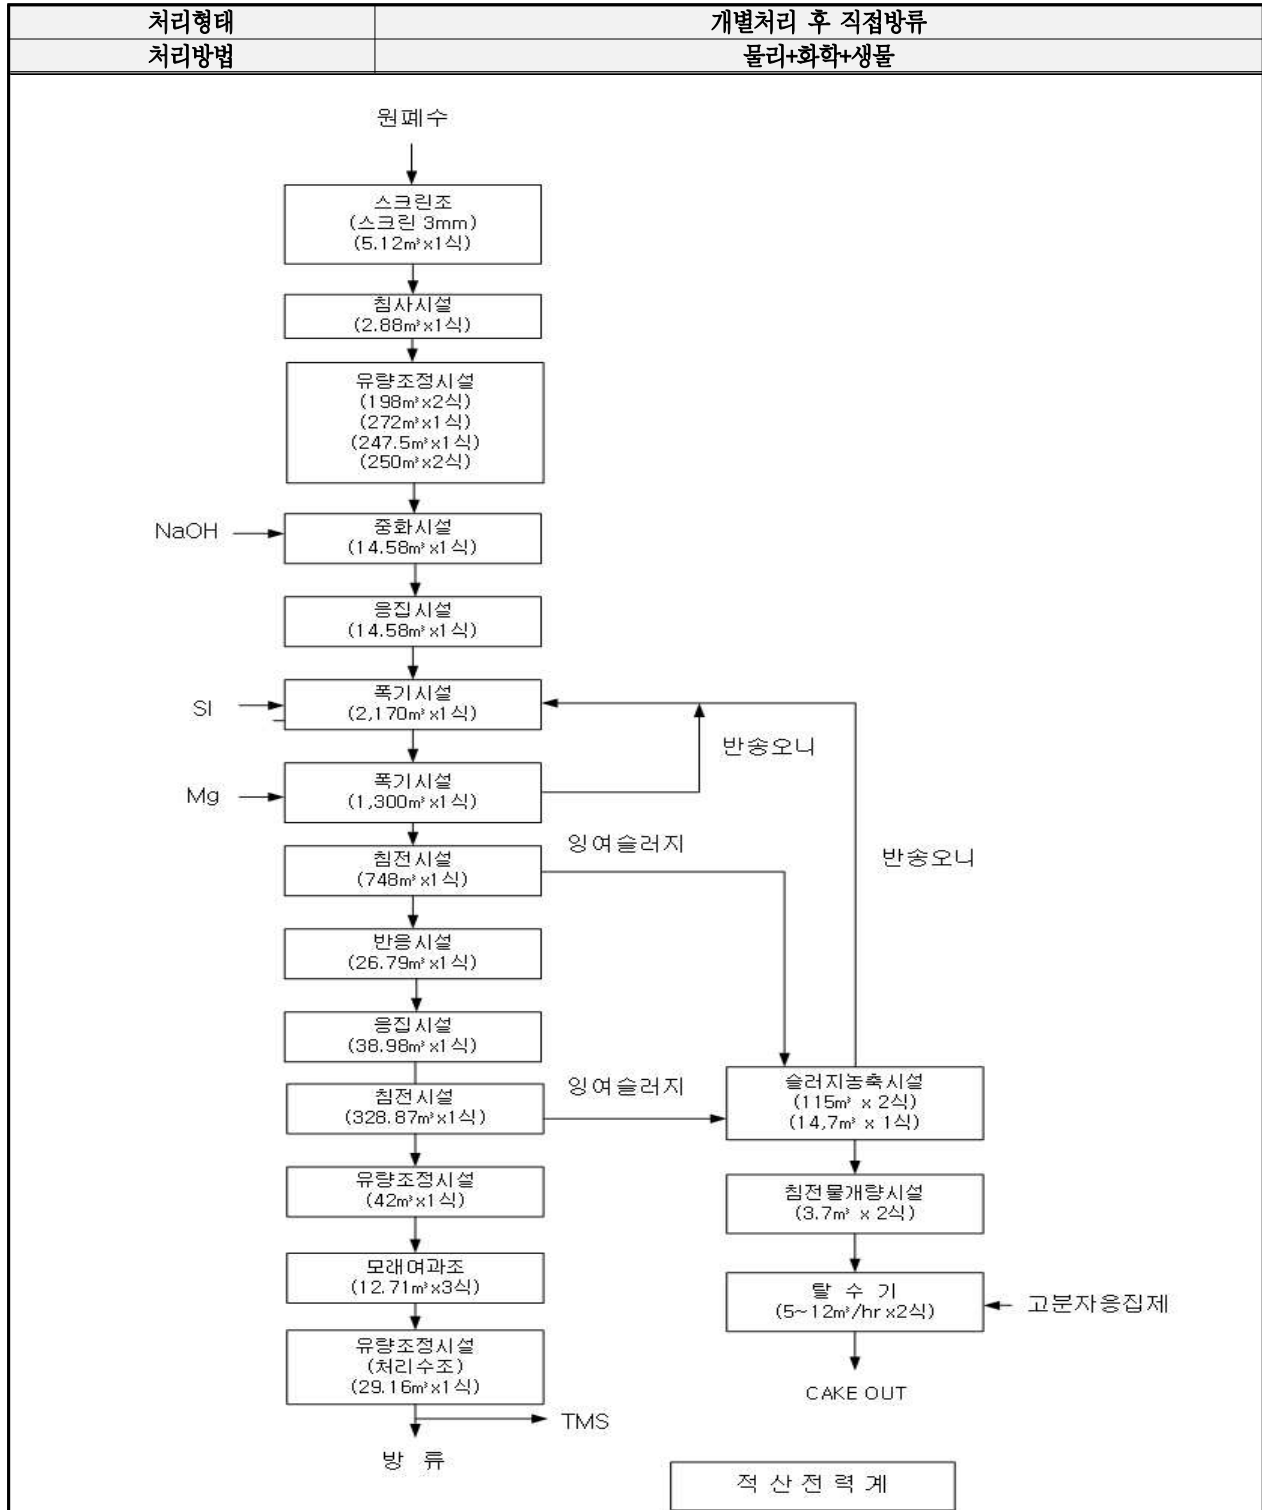 처리형태 개별처리 후 직접방류
처리방법 물리+화학+생물
원폐수
스크린조
(스크린 3mm)
(5.12m³x1식)
침사시설
(2.88m³x1식)
유량조정시설
(198m³x2식)
(272m³x1식)
(247.5m³x1식)
(250m³x2식)
NaOH
중화시설
(14.58m³x1식)
응집시설
(14.58m³x1식)
SI
폭기시설
(2,170m³x1식)
반송오니
Mg
폭기시설
(1,300m³x1식)
잉여슬러지
반송오니
침전시설
(748m³x1식)
반응시설
(26.79m³x1식)
응집시설
(38.98m³x1식)
잉여슬러지
침전시설
(328.87m³x1식)
슬러지농축시설
(115m³ x 2식)
(14,7m³ x 1식)
유량조정시설
(42m³x1식)
침전물개량시설
(3.7m³ x 2식)
모래여과조
(12.71m³x3식)
탈 수 기
(5~12m³/hr x2식)
고분자응집제
유량조정시설
(처리수조)
(29.16m³x1식)
CAKE OUT
TMS
방 류
적 산 전 력 계